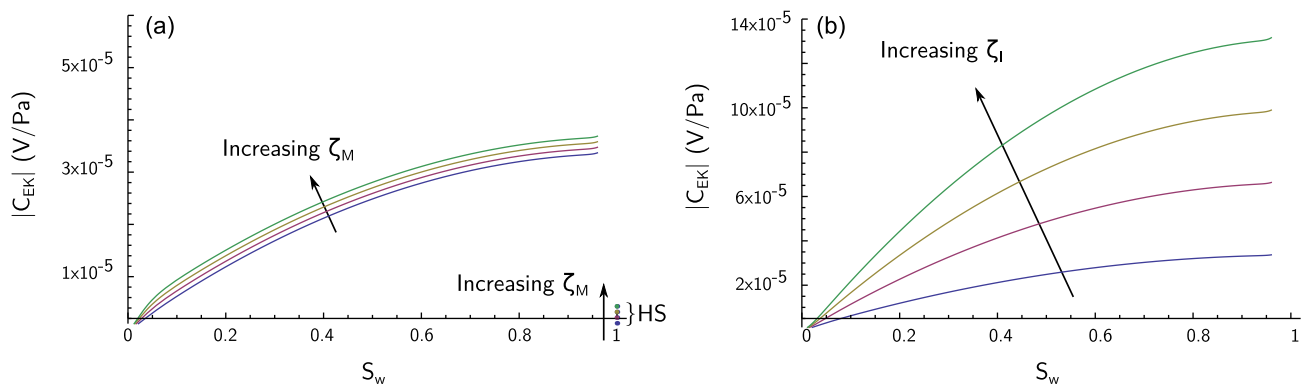 (a)
5x10⁻⁵
3x10⁻⁵
1x10⁻⁵
|C_EK| (V/Pa)
Increasing ζ_M
Increasing ζ_M
}HS
0 0.2 0.4 0.6 0.8 1
S_w
(b)
14x10⁻⁵
10x10⁻⁵
6x10⁻⁵
2x10⁻⁵
|C_EK| (V/Pa)
Increasing ζ_I
0 0.2 0.4 0.6 0.8 1
S_w